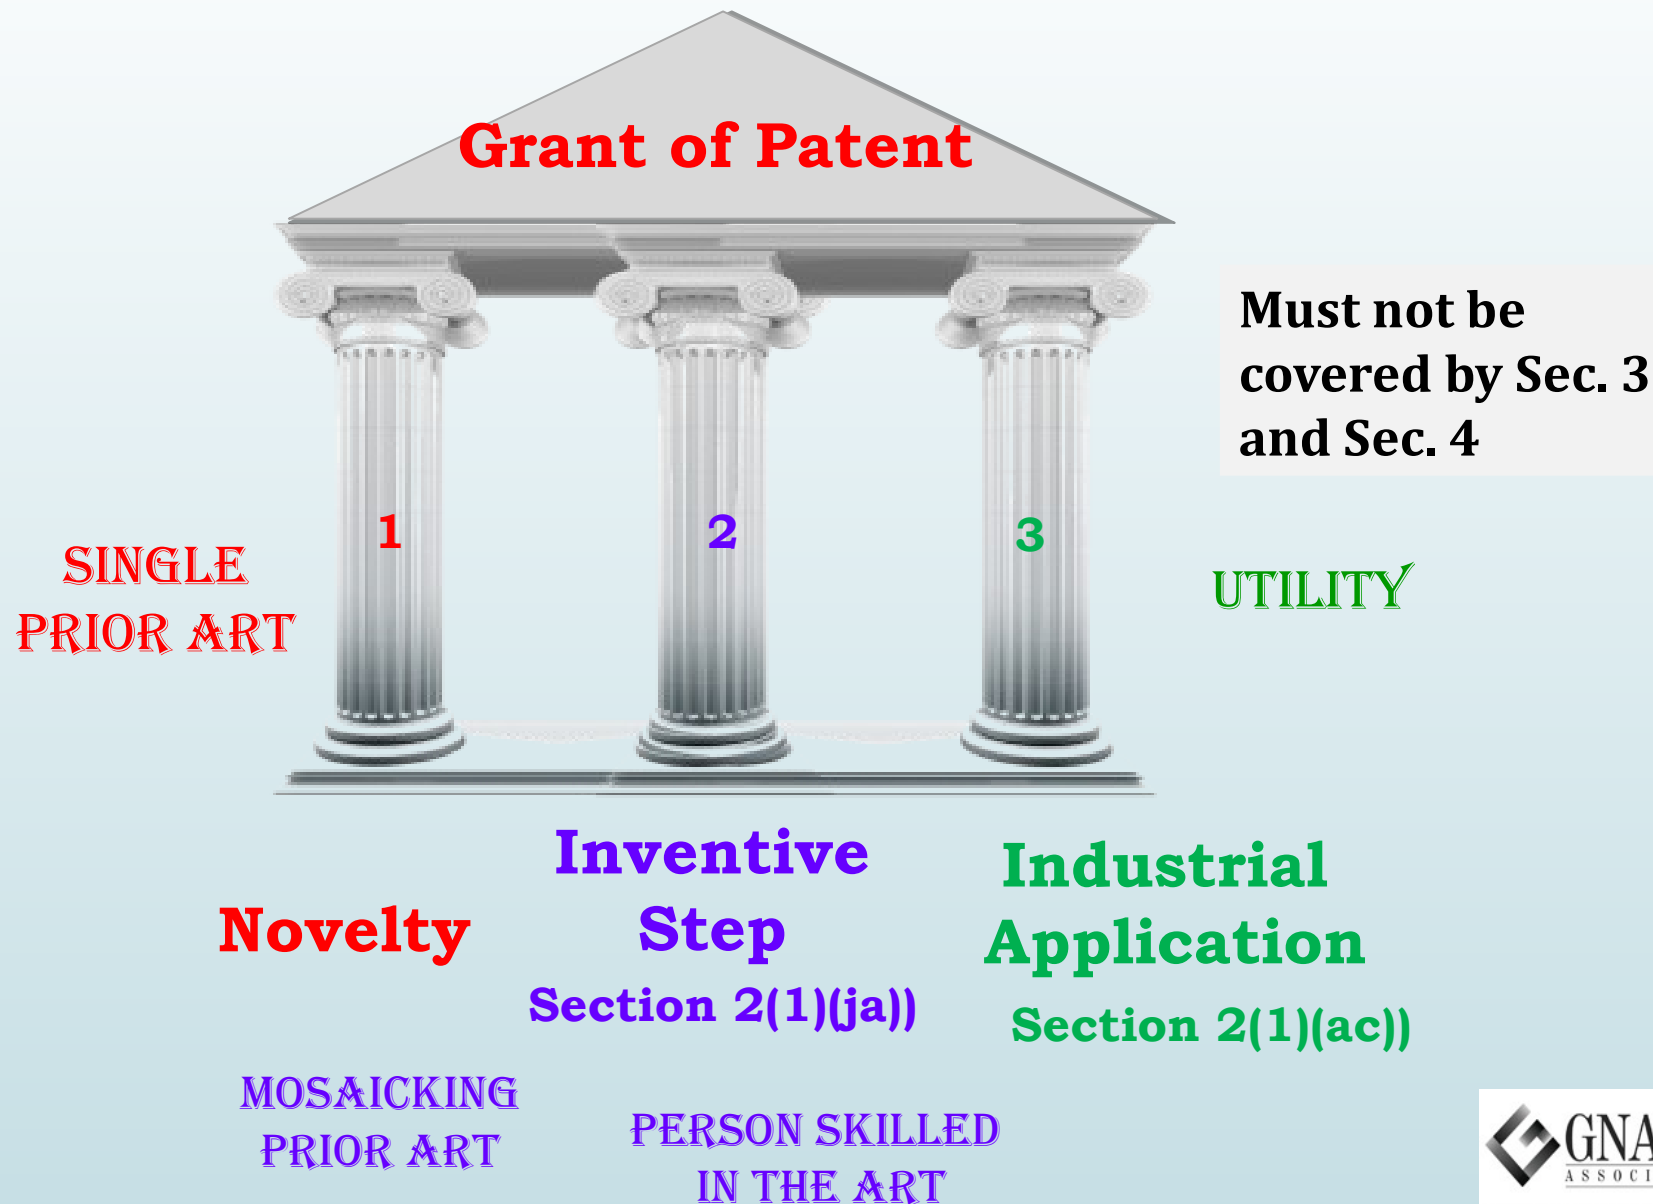 Grant of Patent
Must not be
covered by Sec. 3
and Sec. 4
1
2
3
SINGLE
PRIOR ART
UTILITY
Novelty
Inventive
Step
Section 2(1)(ja))
Industrial
Application
Section 2(1)(ac))
MOSAICKING
PRIOR ART
PERSON SKILLED
IN THE ART